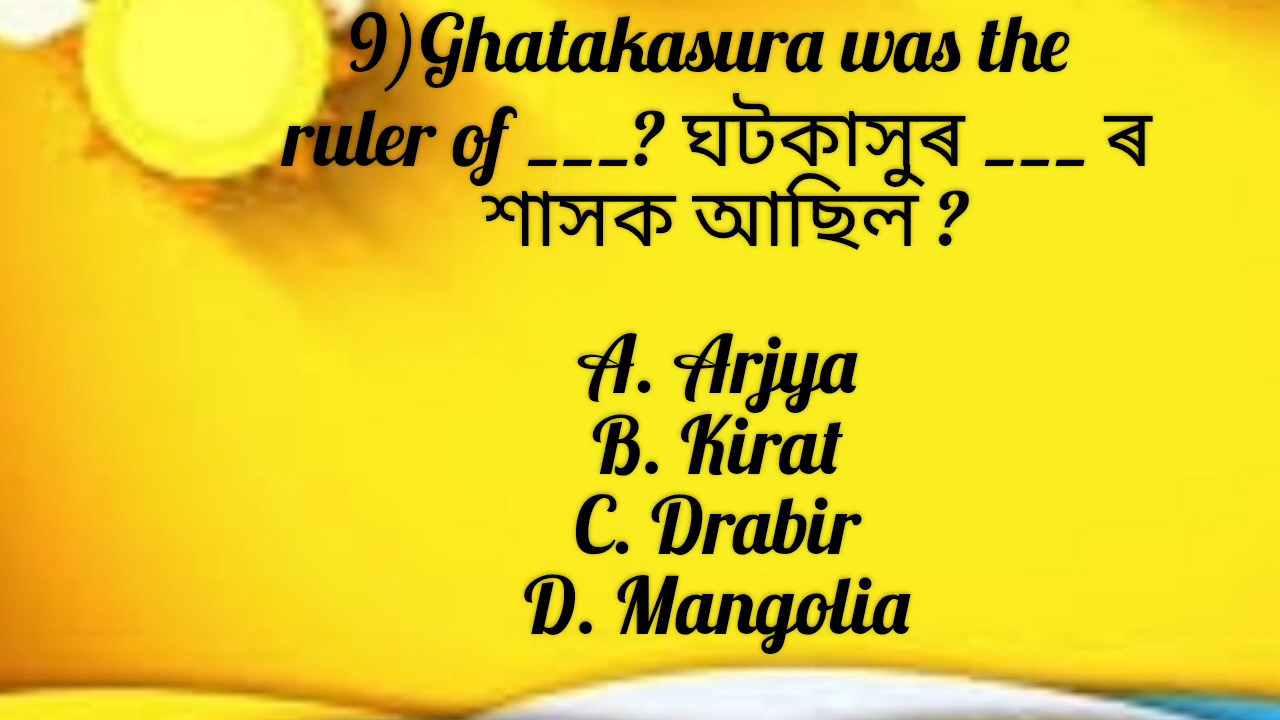 9)Ghatakasura was the
ruler of ___? ঘটকাসুৰ ___ ৰ
শাসক আছিল ?
A. Arjya
B. Kirat
C. Drabir
D. Mangolia